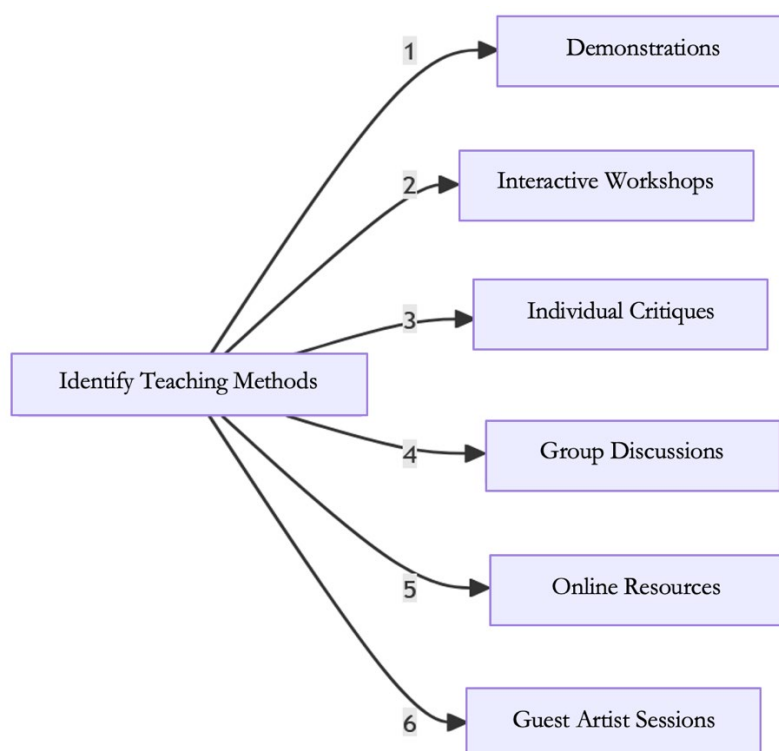 1
Demonstrations
2
Interactive Workshops
3
Individual Critiques
Identify Teaching Methods
4
Group Discussions
5
Online Resources
6
Guest Artist Sessions